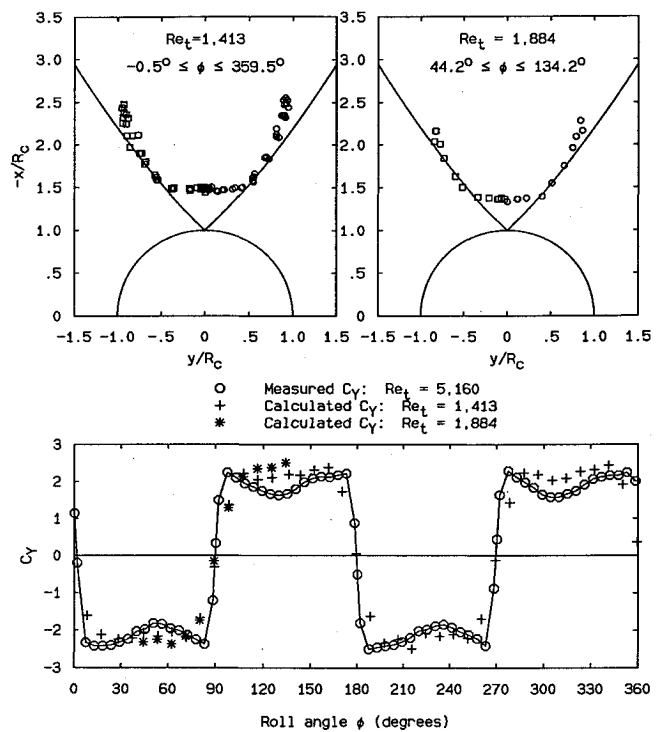 Re_t=1,413
-0.5° ≤ ϕ ≤ 359.5°
-x/R_C
3.5
3.0
2.5
2.0
1.5
1.0
.5
0
-1.5 -1.0 -.5 0 .5 1.0 1.5
y/R_C
Re_t = 1,884
44.2° ≤ ϕ ≤ 134.2°
-1.5 -1.0 -.5 0 .5 1.0 1.5
y/R_C
Measured C_Y: Re_t = 5,160
+ Calculated C_Y: Re_t = 1,413
* Calculated C_Y: Re_t = 1,884
C_Y
3
2
1
0
-1
-2
-3
0 30 60 90 120 150 180 210 240 270 300 330 360
Roll angle ϕ (degrees)